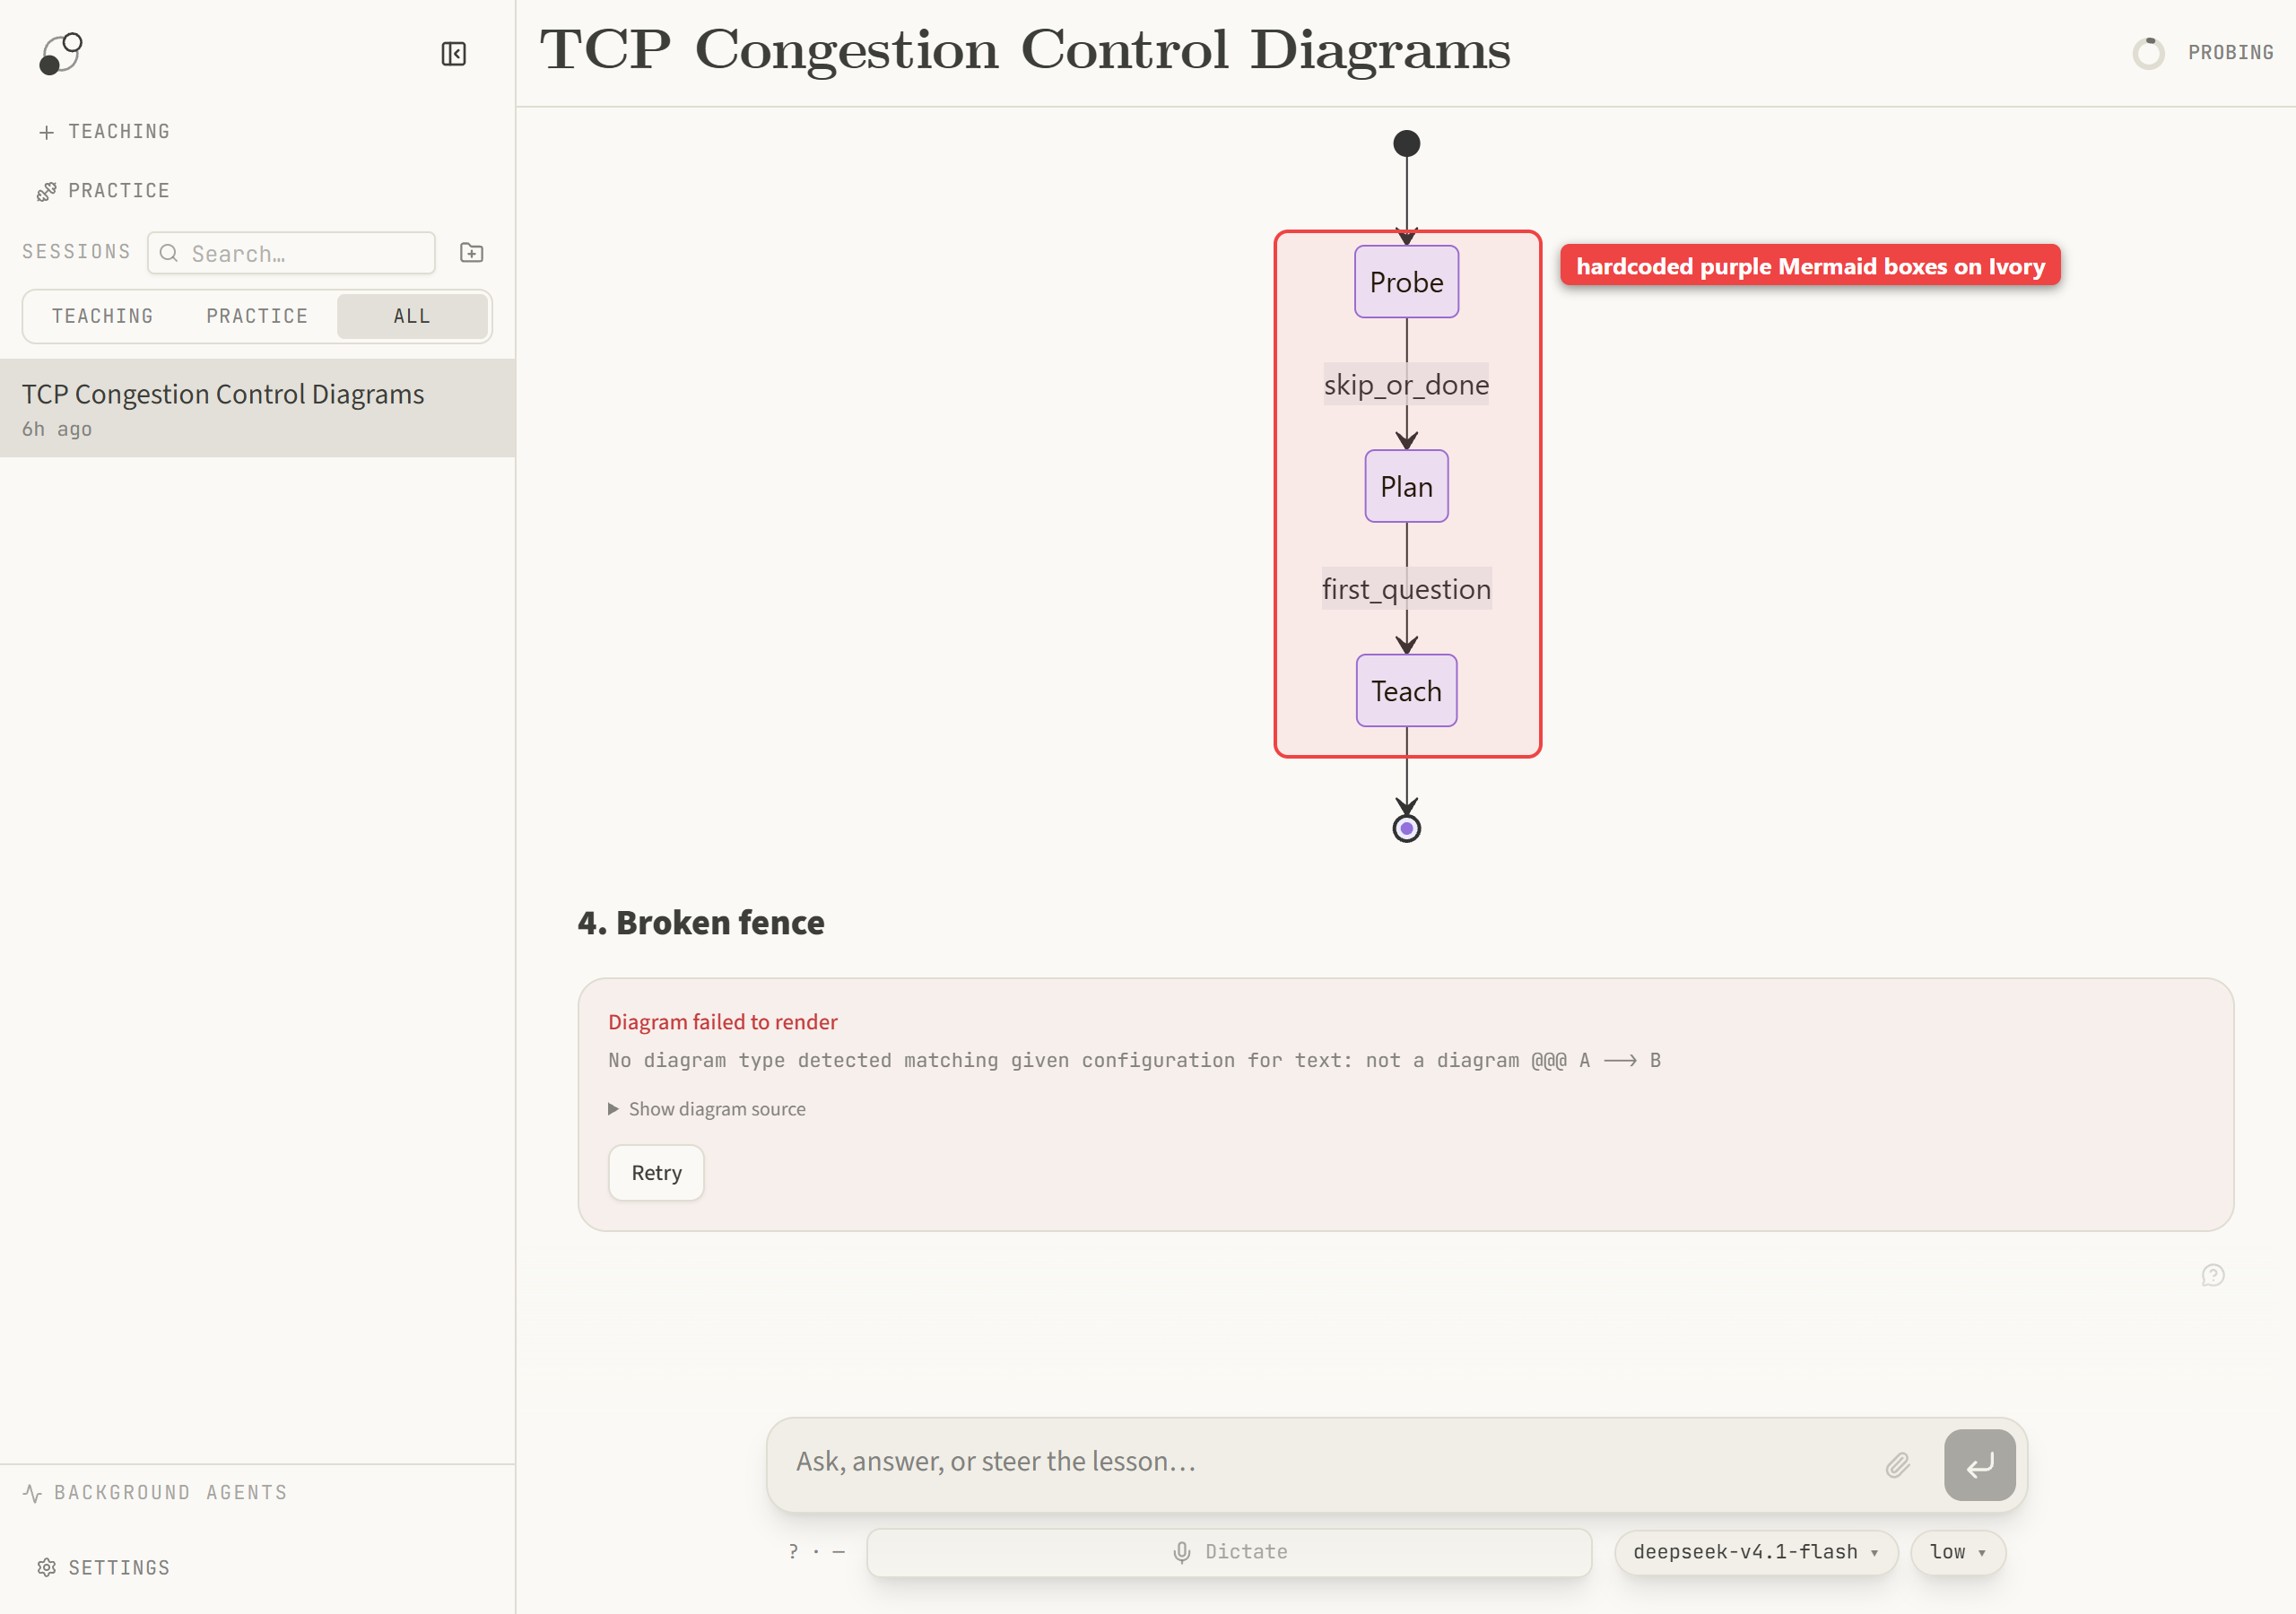 TCP Congestion Control Diagrams
PROBING
TEACHING
PRACTICE
SESSIONS
Search…
TEACHING
PRACTICE
ALL
TCP Congestion Control Diagrams
6h ago
Probe
hardcoded purple Mermaid boxes on Ivory
skip_or_done
Plan
first_question
Teach
4. Broken fence
Diagram failed to render
No diagram type detected matching given configuration for text: not a diagram @@@ A ⟶ B
Show diagram source
Retry
Ask, answer, or steer the lesson…
BACKGROUND AGENTS
? · —
Dictate
deepseek-v4.1-flash
low
SETTINGS